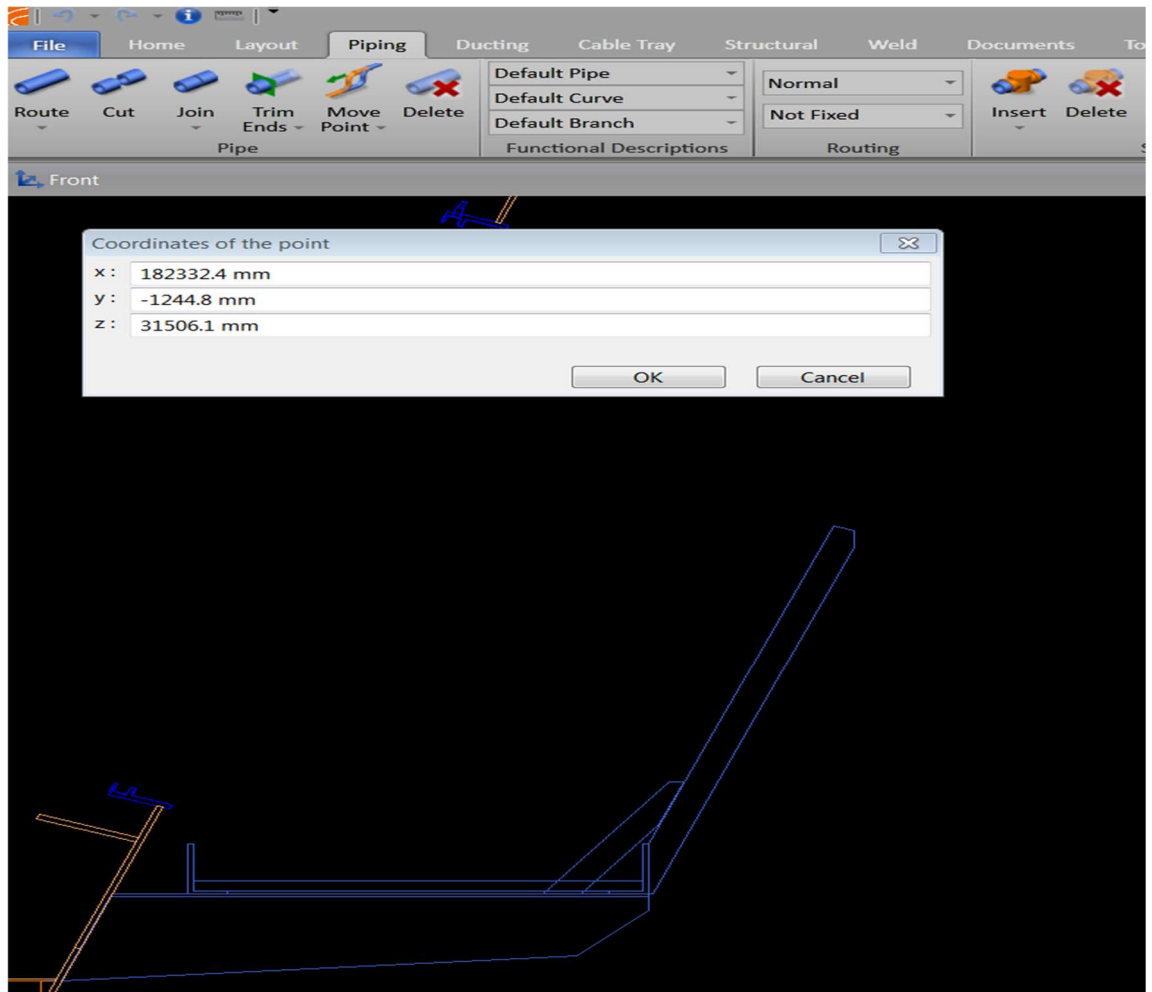 File Home Layout Piping Ducting Cable Tray Structural Weld Documents To
Default Pipe
Normal
Default Curve
Route Cut Join Trim Ends Move Point Delete
Not Fixed
Insert Delete
Default Branch
Pipe Functional Descriptions Routing
Front
Coordinates of the point
x: 182332.4 mm
y: -1244.8 mm
z: 31506.1 mm
OK Cancel